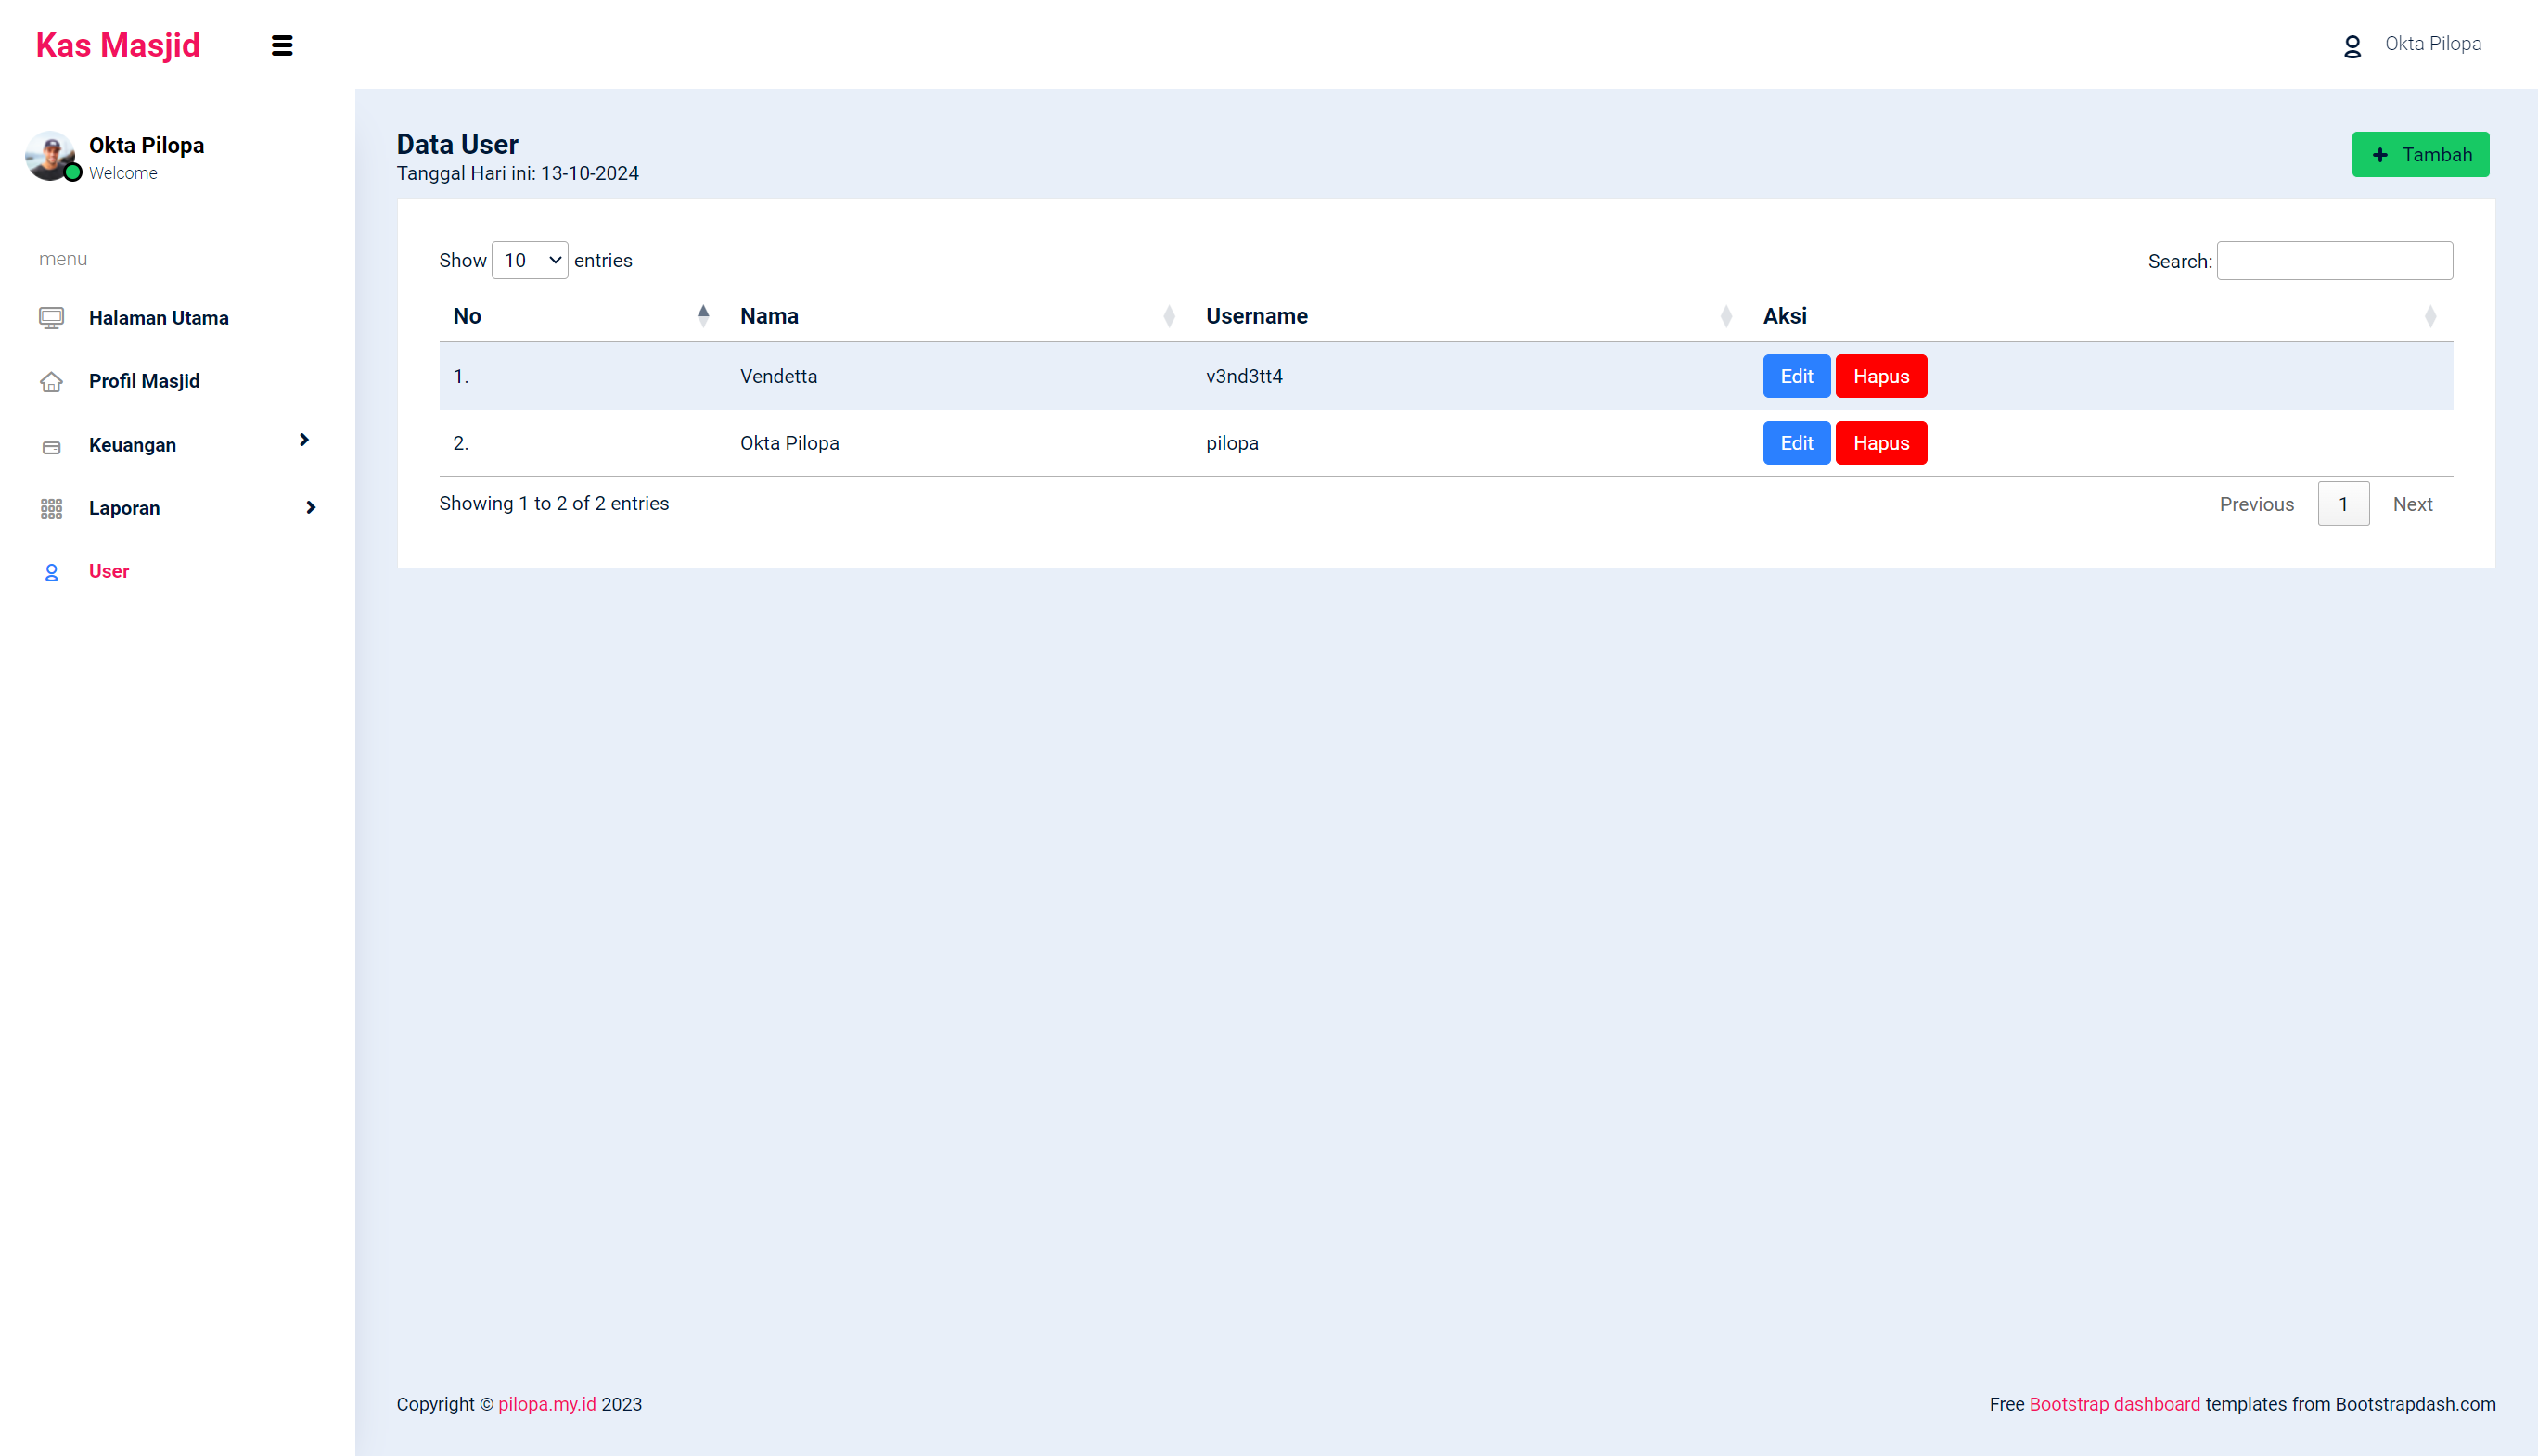 Kas Masjid
Okta Pilopa
Okta Pilopa
Welcome
menu
Halaman Utama
Profil Masjid
Keuangan
Laporan
User
Data User
Tanggal Hari ini: 13-10-2024
Tambah
Show 10 entries
Search:
No Nama Username Aksi
1. Vendetta v3nd3tt4 Edit Hapus
2. Okta Pilopa pilopa Edit Hapus
Showing 1 to 2 of 2 entries
Previous 1 Next
Copyright © pilopa.my.id 2023
Free Bootstrap dashboard templates from Bootstrapdash.com